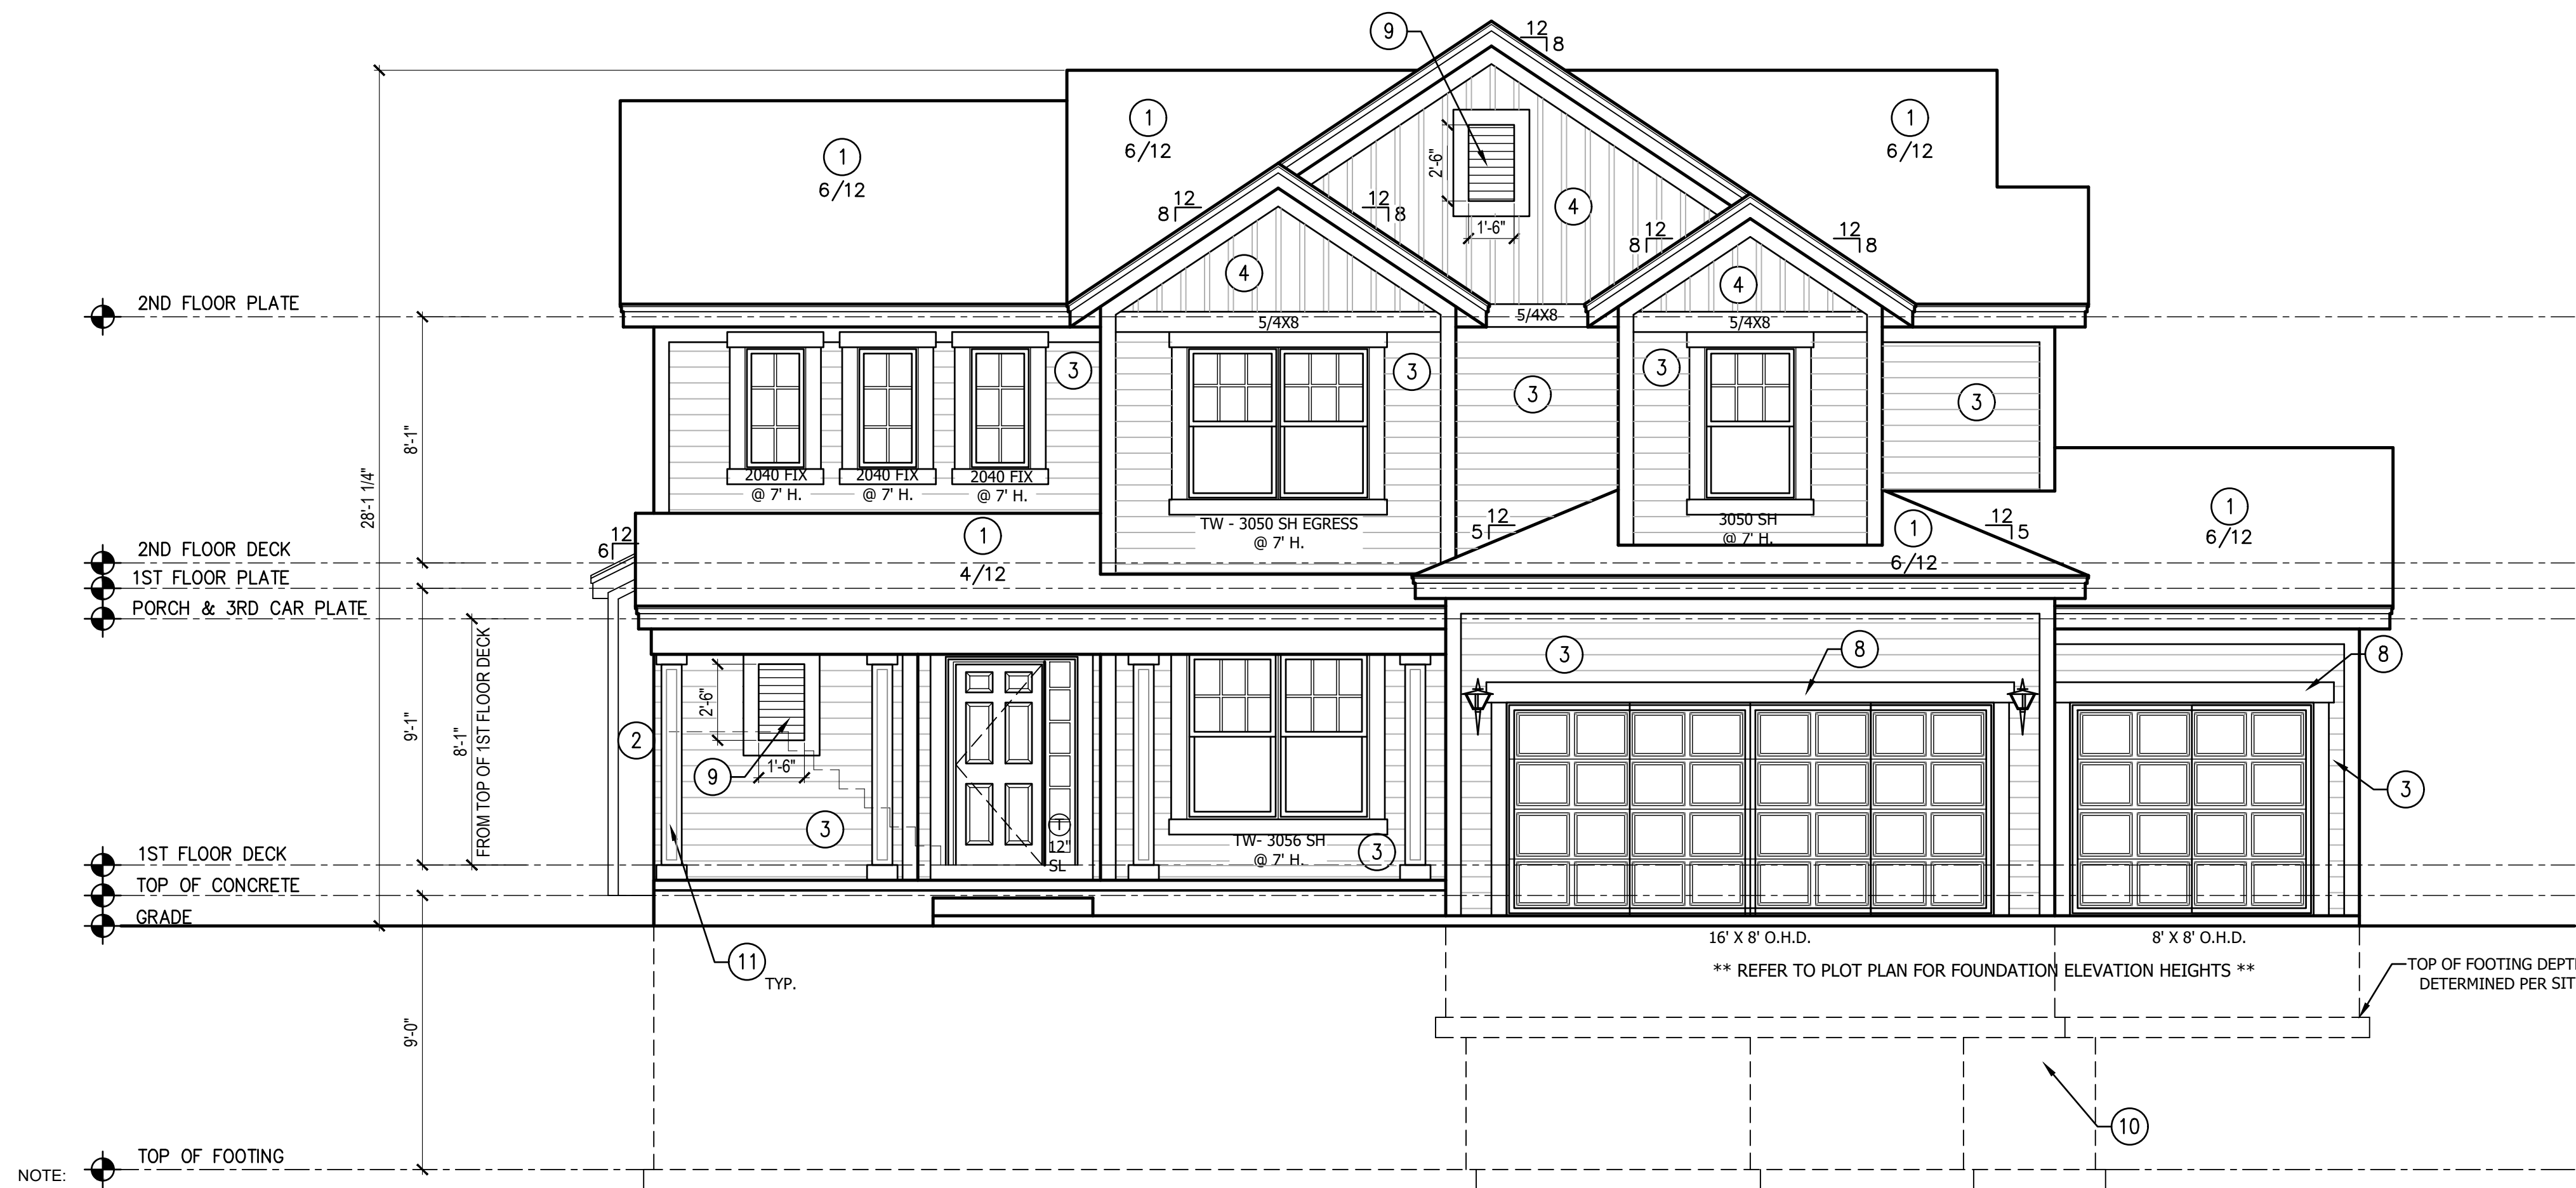 9
12
8
1
6/12
1
6/12
1
6/12
2'-6"
1'-6"
4
12
8
12
8
12
8
12
8
4
4
2ND FLOOR PLATE
5/4X8
5/4X8
5/4X8
3
3
3
3
3
8'-1"
28'-1 1/4"
2040 FIX
@ 7' H.
2040 FIX
@ 7' H.
2040 FIX
@ 7' H.
TW - 3050 SH EGRESS
@ 7' H.
3050 SH
@ 7' H.
12
6
1
4/12
12
5
1
6/12
12
5
1
6/12
2ND FLOOR DECK
1ST FLOOR PLATE
PORCH & 3RD CAR PLATE
9'-1"
8'-1"
FROM TOP OF 1ST FLOOR DECK
2
2'-6"
1'-6"
9
3
T
12"
SL
TW- 3056 SH
@ 7' H.
3
3
8
8
3
1ST FLOOR DECK
TOP OF CONCRETE
GRADE
16' X 8' O.H.D.
8' X 8' O.H.D.
** REFER TO PLOT PLAN FOR FOUNDATION ELEVATION HEIGHTS **
11
TYP.
TOP OF FOOTING DEPT
DETERMINED PER SIT
9'-0"
10
TOP OF FOOTING
NOTE: